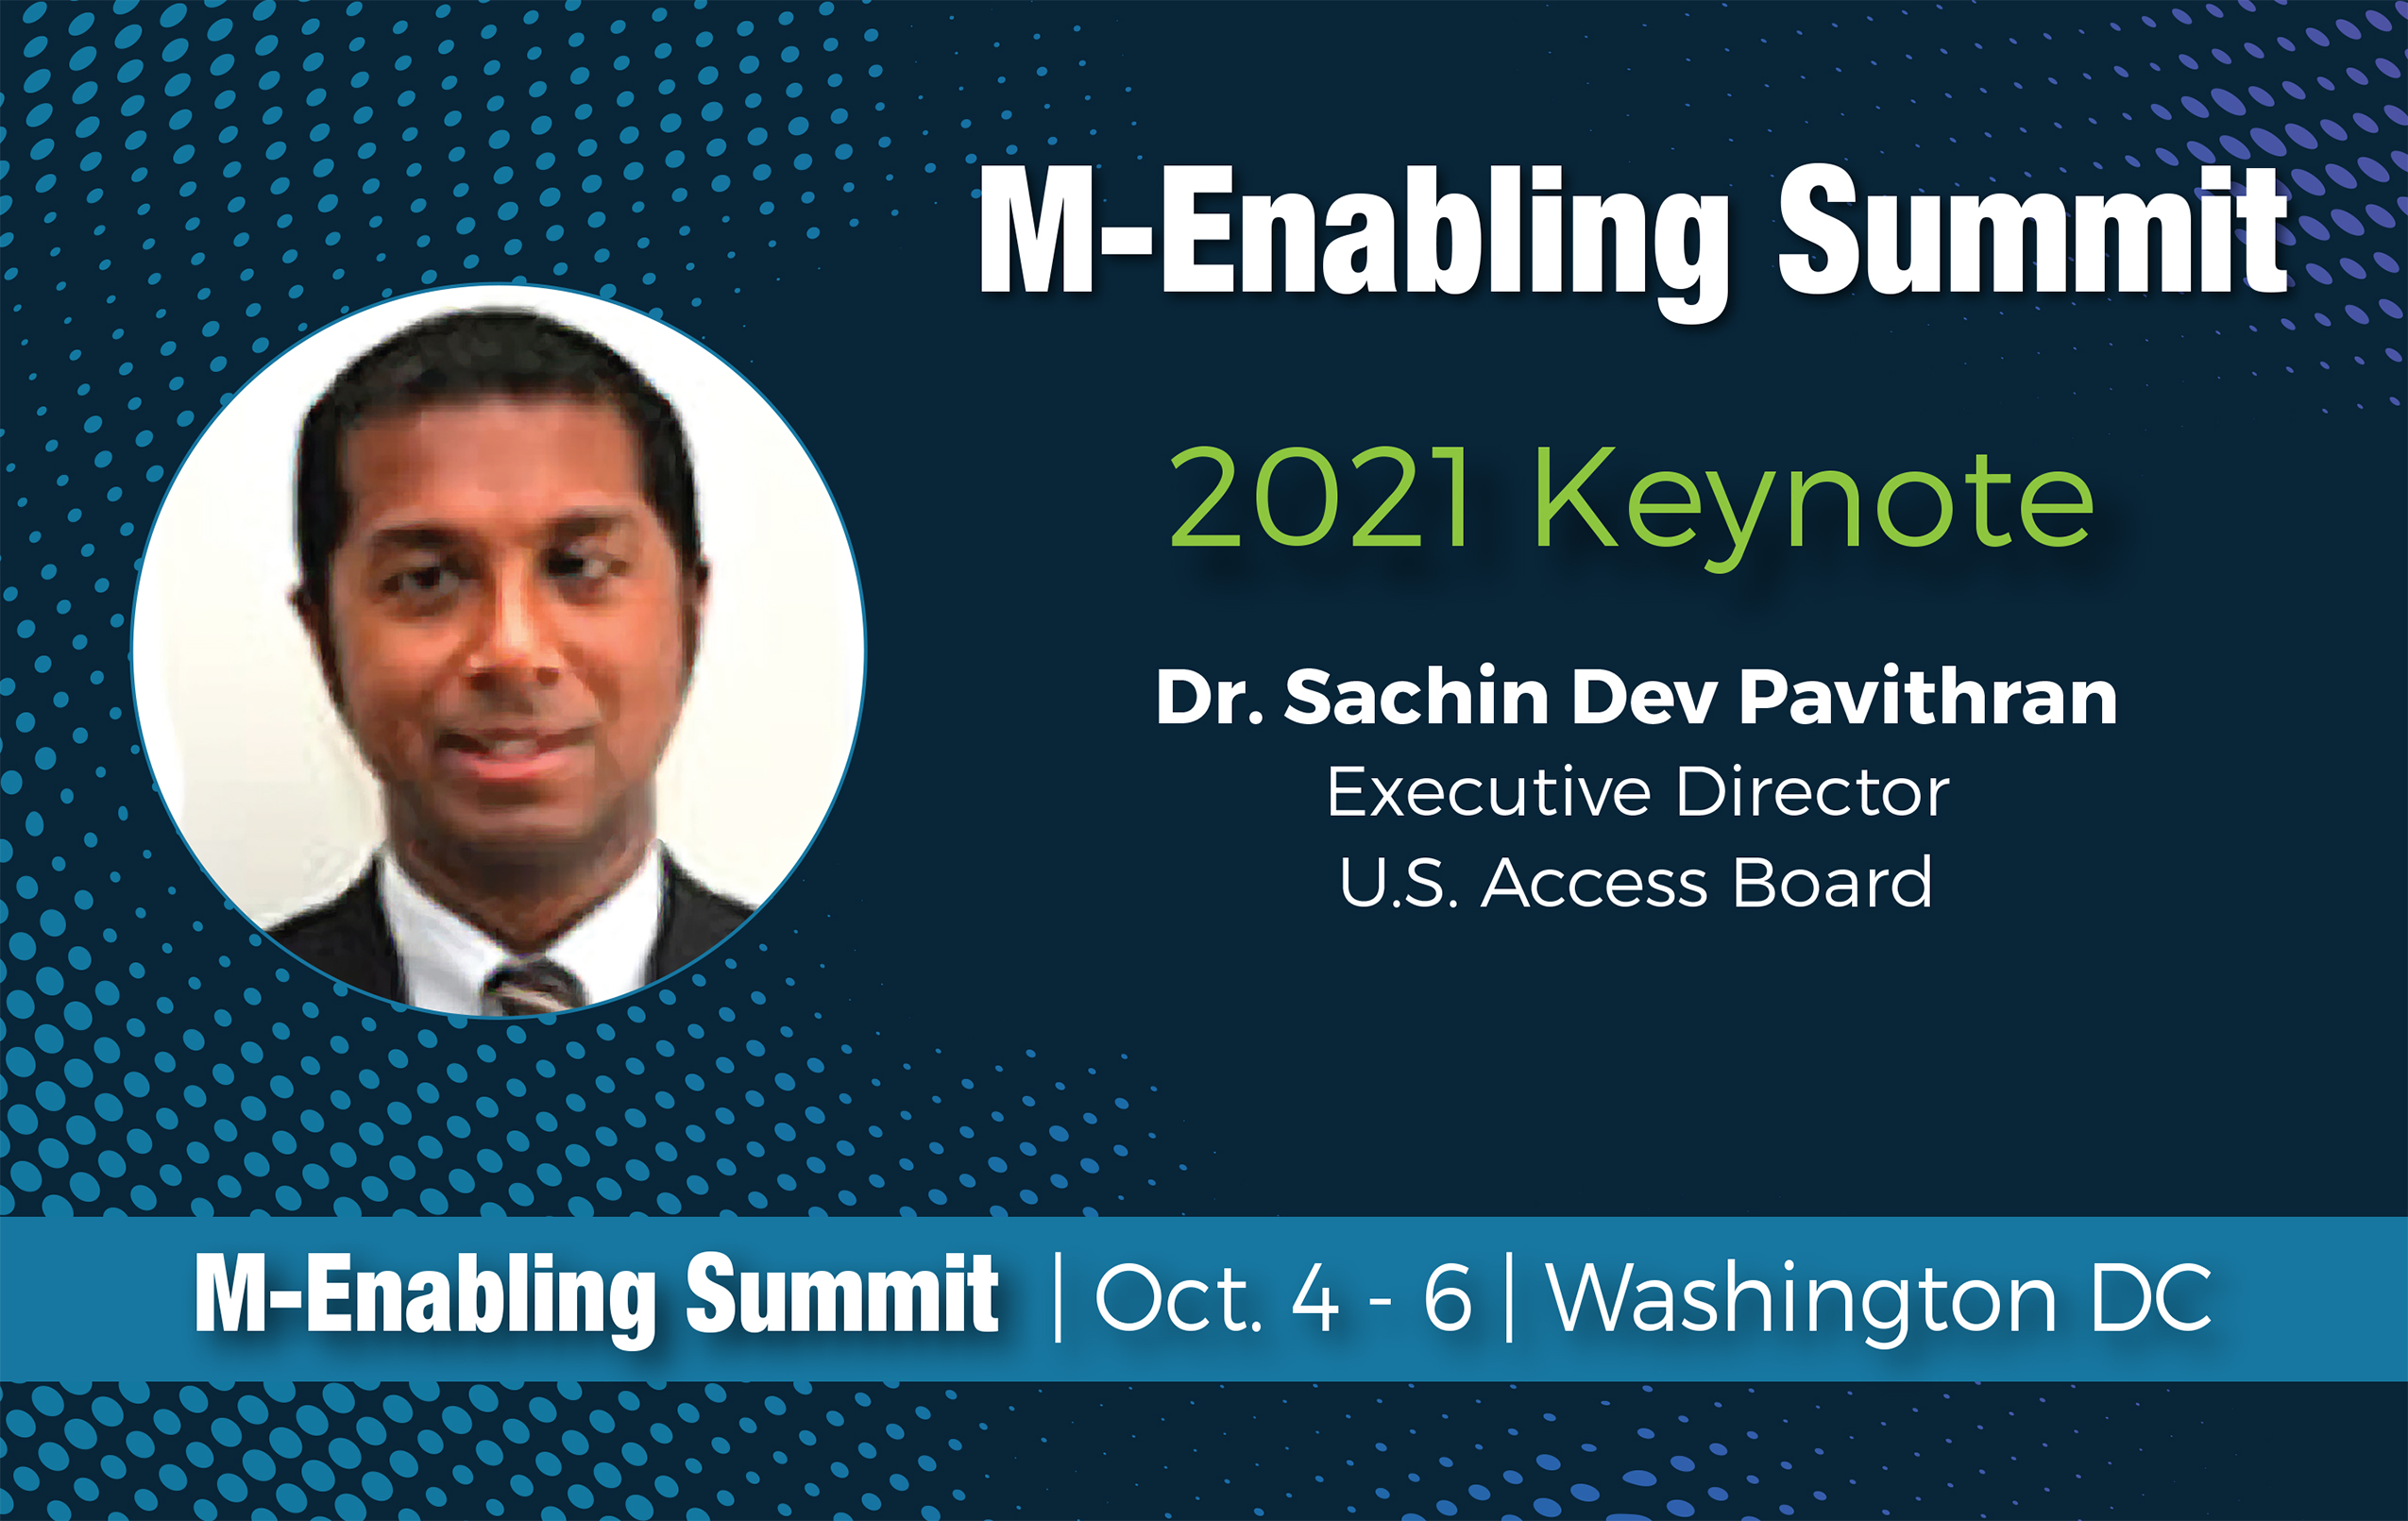 M-Enabling Summit
2021 Keynote
Dr. Sachin Dev Pavithran
Executive Director
U.S. Access Board
M-Enabling Summit | Oct. 4 - 6 | Washington DC